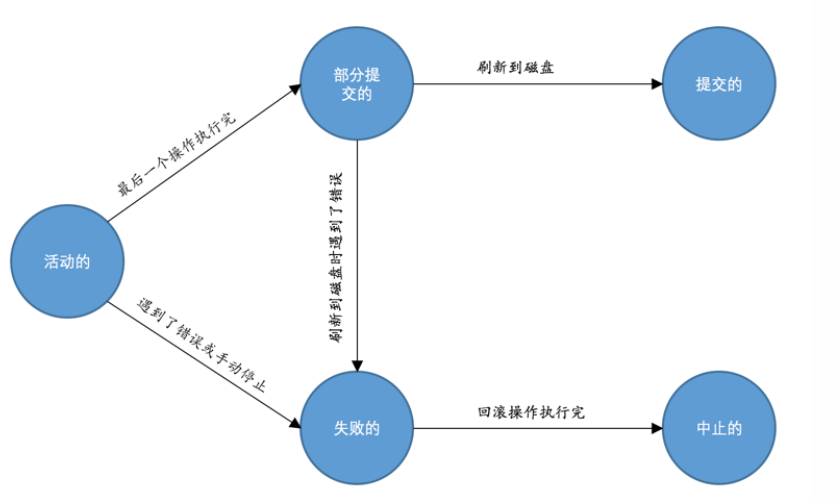 部分提
交的
刷新到磁盘
提交的
最后一个操作执行完
刷新到磁盘时遇到了错误
活动的
遇到了错误或手动停止
失败的
回滚操作执行完
中止的